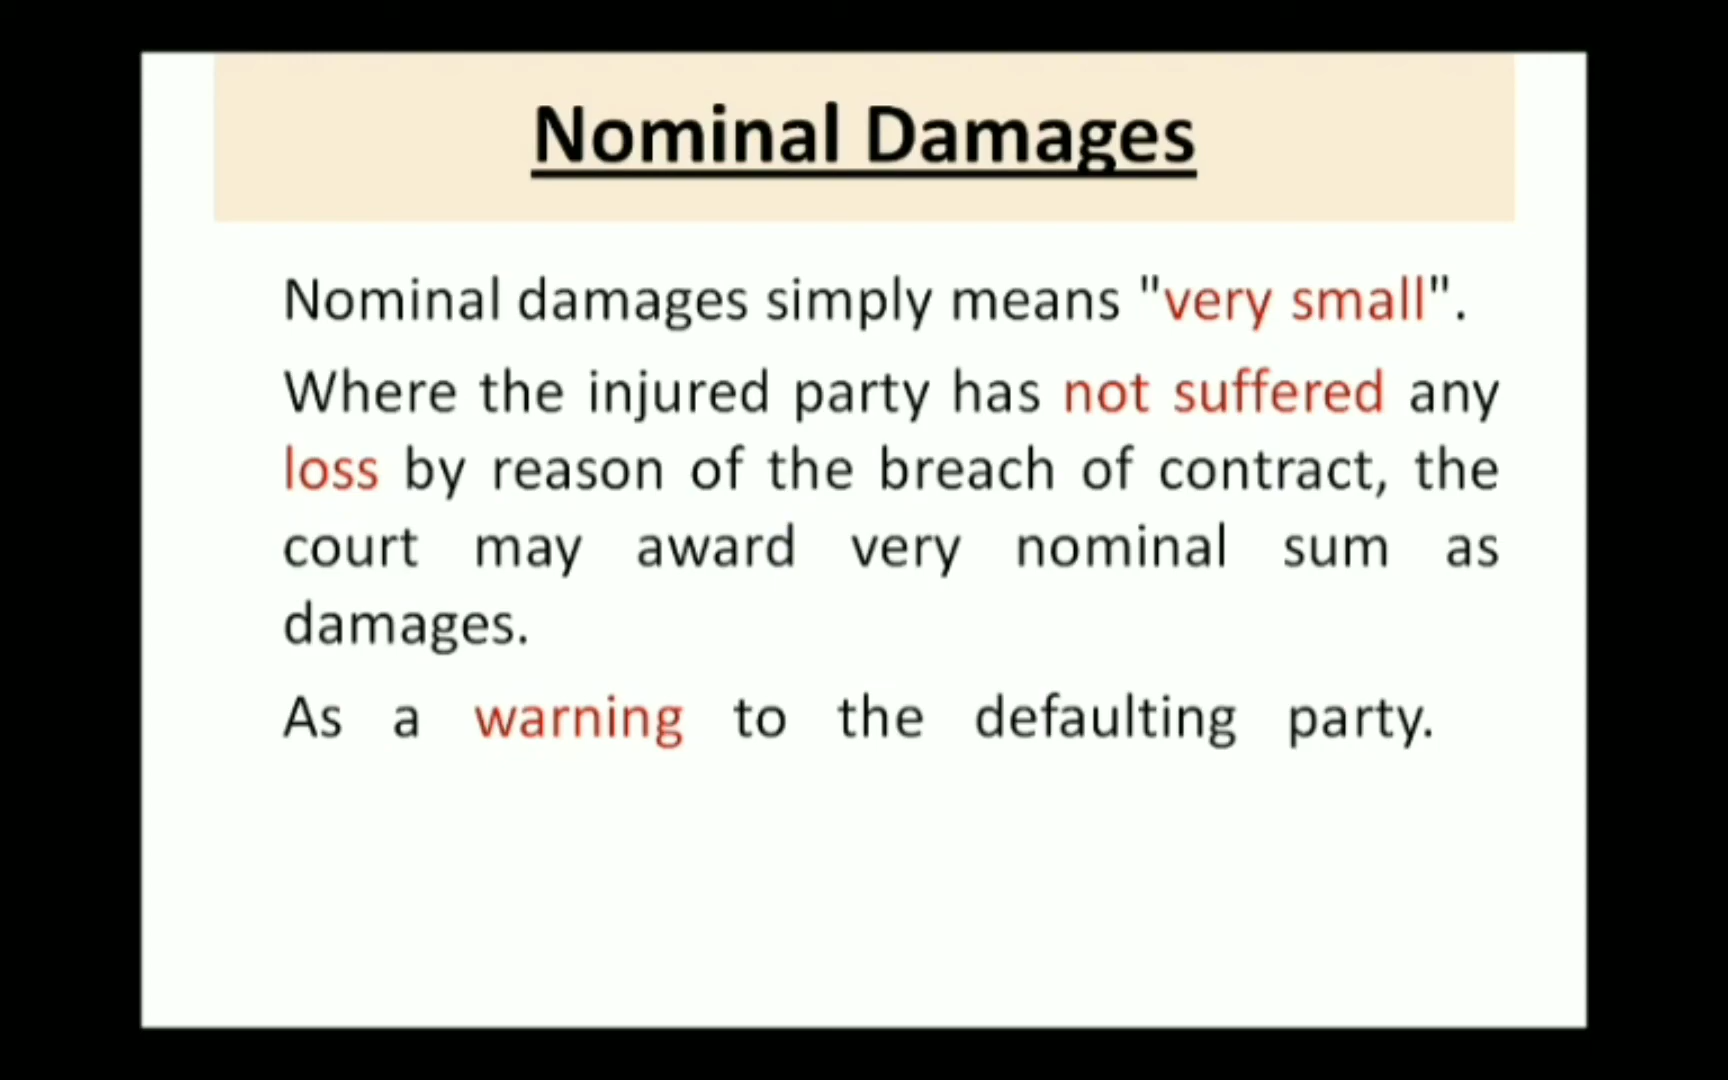 Nominal Damages
Nominal damages simply means "very small".
Where the injured party has not suffered any
loss by reason of the breach of contract, the
court may award very nominal sum as
damages.
As a warning to the defaulting party.